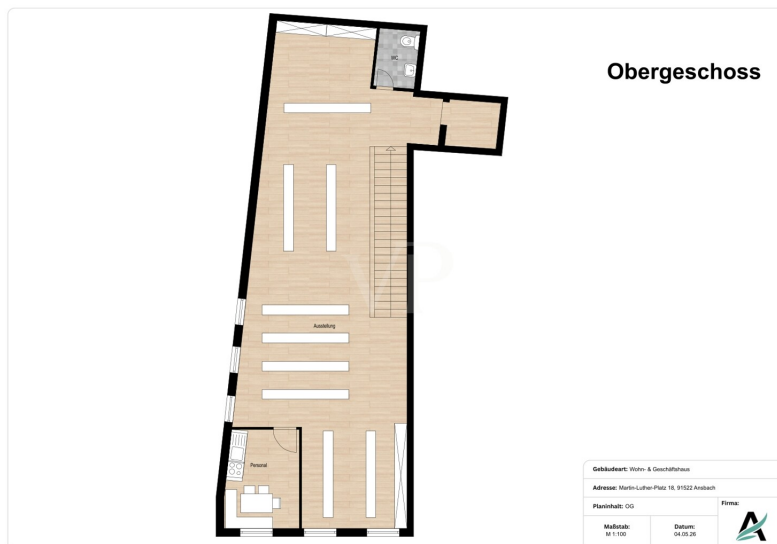 Obergeschoss
WC
VP
Ausstellung
Personal
Gebäudeart: Wohn- & Geschäftshaus
Adresse: Martin-Luther-Platz 18, 91522 Ansbach
Planinhalt: OG
Firma:
Maßstab:
M 1:100
Datum:
04.05.26